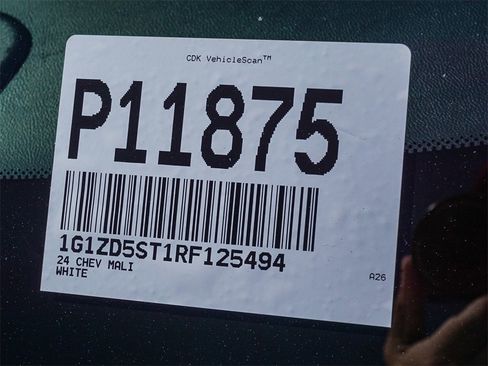 CDK VehicleScan™
P11875
1G1ZD5ST1RF125494
24 CHEV MALI
WHITE
A26